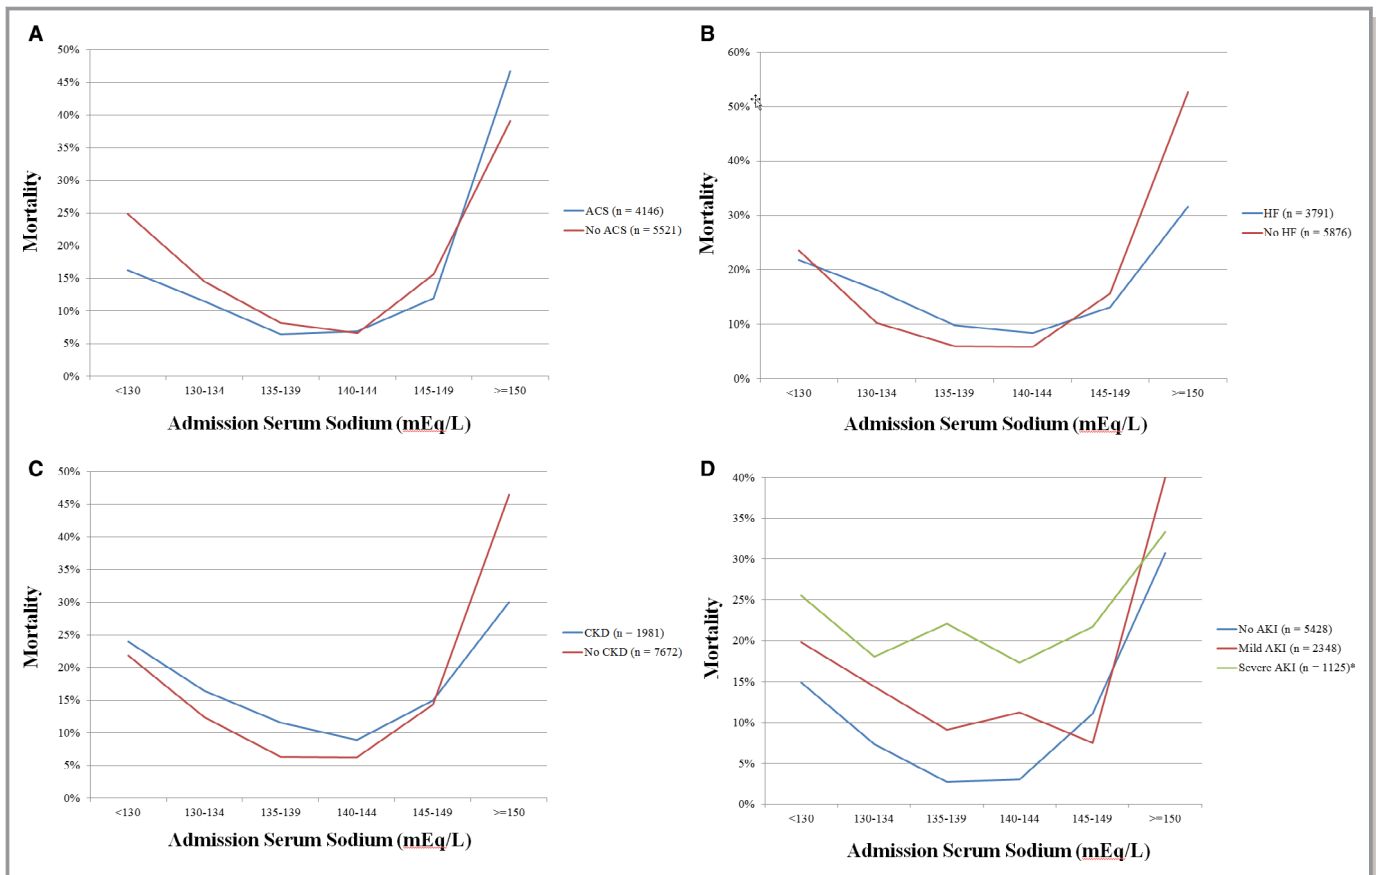 A
50%
45%
40%
35%
30%
25%
20%
15%
10%
5%
0%
Mortality
<130 130-134 135-139 140-144 145-149 >=150
Admission Serum Sodium (mEq/L)
ACS (n = 4146)
No ACS (n = 5521)
B
60%
50%
40%
30%
20%
10%
0%
Mortality
<130 130-134 135-139 140-144 145-149 >=150
Admission Serum Sodium (mEq/L)
HF (n = 3791)
No HF (n = 5876)
C
50%
45%
40%
35%
30%
25%
20%
15%
10%
5%
0%
Mortality
<130 130-134 135-139 140-144 145-149 >=150
Admission Serum Sodium (mEq/L)
CKD (n = 1981)
No CKD (n = 7672)
D
40%
35%
30%
25%
20%
15%
10%
5%
0%
Mortality
<130 130-134 135-139 140-144 145-149 >=150
Admission Serum Sodium (mEq/L)
No AKI (n = 5428)
Mild AKI (n = 2348)
Severe AKI (n = 1125)*